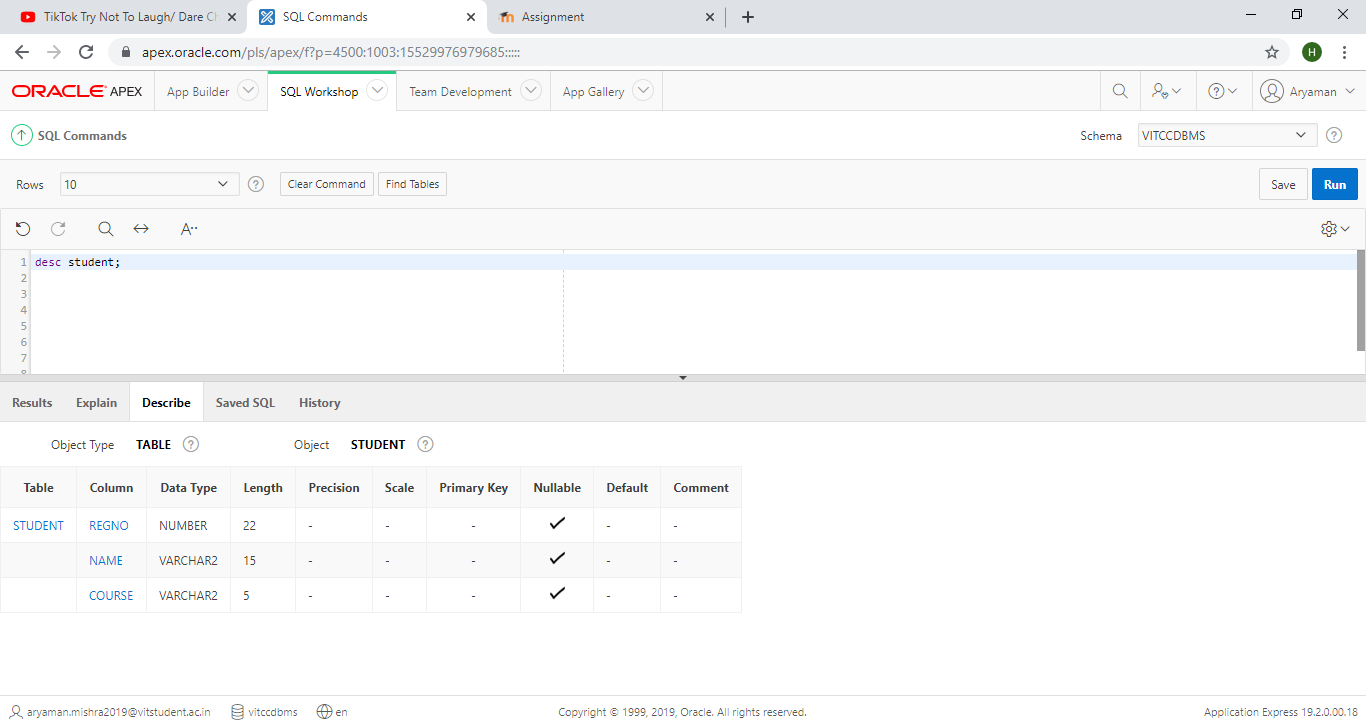 TikTok Try Not To Laugh/ Dare Ch
SQL Commands
Assignment
apex.oracle.com/pls/apex/f?p=4500:1003:15529976979685:::::
H
ORACLE APEX App Builder SQL Workshop Team Development App Gallery Aryaman
SQL Commands Schema VITCCDBMS
Rows 10 Clear Command Find Tables Save Run
A
1 desc student;
2
3
4
5
6
7
8
Results Explain Describe Saved SQL History
Object Type TABLE Object STUDENT
Table Column Data Type Length Precision Scale Primary Key Nullable Default Comment
STUDENT REGNO NUMBER 22 - - - ✓ - -
NAME VARCHAR2 15 - - - ✓ - -
COURSE VARCHAR2 5 - - - ✓ - -
aryaman.mishra2019@vitstudent.ac.in vitccdbms en Copyright © 1999, 2019, Oracle. All rights reserved. Application Express 19.2.0.00.18